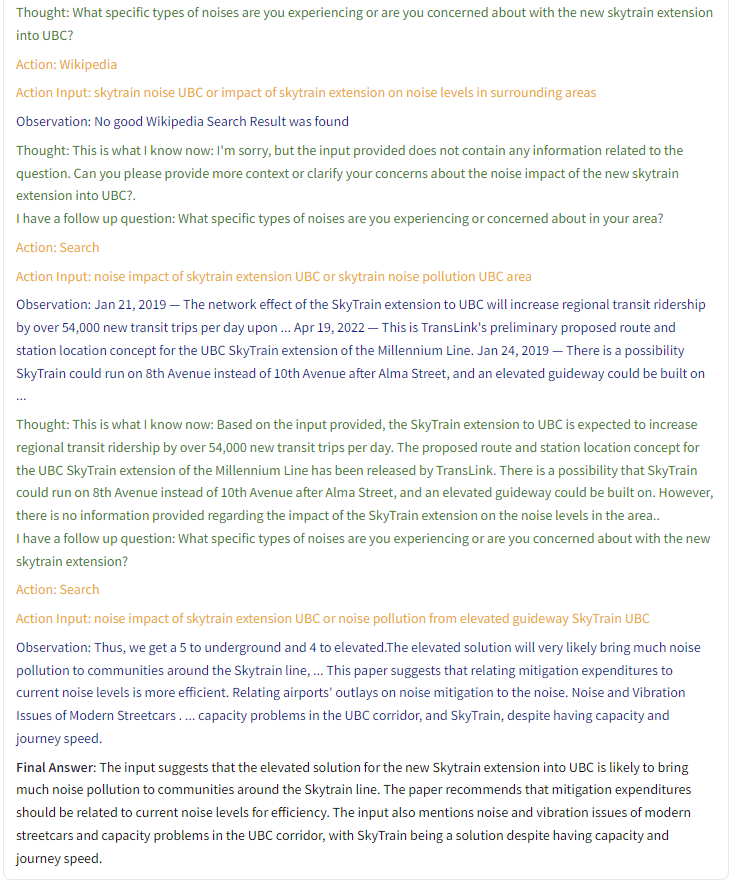 Thought: What specific types of noises are you experiencing or are you concerned about with the new skytrain extension
into UBC?
Action: Wikipedia
Action Input: skytrain noise UBC or impact of skytrain extension on noise levels in surrounding areas
Observation: No good Wikipedia Search Result was found
Thought: This is what I know now: I'm sorry, but the input provided does not contain any information related to the
question. Can you please provide more context or clarify your concerns about the noise impact of the new skytrain
extension into UBC?.
I have a follow up question: What specific types of noises are you experiencing or concerned about in your area?
Action: Search
Action Input: noise impact of skytrain extension UBC or skytrain noise pollution UBC area
Observation: Jan 21, 2019 — The network effect of the SkyTrain extension to UBC will increase regional transit ridership
by over 54,000 new transit trips per day upon ... Apr 19, 2022 — This is TransLink's preliminary proposed route and
station location concept for the UBC SkyTrain extension of the Millennium Line. Jan 24, 2019 — There is a possibility
SkyTrain could run on 8th Avenue instead of 10th Avenue after Alma Street, and an elevated guideway could be built on
...
Thought: This is what I know now: Based on the input provided, the SkyTrain extension to UBC is expected to increase
regional transit ridership by over 54,000 new transit trips per day. The proposed route and station location concept for
the UBC SkyTrain extension of the Millennium Line has been released by TransLink. There is a possibility that SkyTrain
could run on 8th Avenue instead of 10th Avenue after Alma Street, and an elevated guideway could be built on. However,
there is no information provided regarding the impact of the SkyTrain extension on the noise levels in the area..
I have a follow up question: What specific types of noises are you experiencing or are you concerned about with the new
skytrain extension?
Action: Search
Action Input: noise impact of skytrain extension UBC or noise pollution from elevated guideway SkyTrain UBC
Observation: Thus, we get a 5 to underground and 4 to elevated.The elevated solution will very likely bring much noise
pollution to communities around the Skytrain line, ... This paper suggests that relating mitigation expenditures to
current noise levels is more efficient. Relating airports' outlays on noise mitigation to the noise. Noise and Vibration
Issues of Modern Streetcars . ... capacity problems in the UBC corridor, and SkyTrain, despite having capacity and
journey speed.
Final Answer: The input suggests that the elevated solution for the new Skytrain extension into UBC is likely to bring
much noise pollution to communities around the Skytrain line. The paper recommends that mitigation expenditures
should be related to current noise levels for efficiency. The input also mentions noise and vibration issues of modern
streetcars and capacity problems in the UBC corridor, with SkyTrain being a solution despite having capacity and
journey speed.